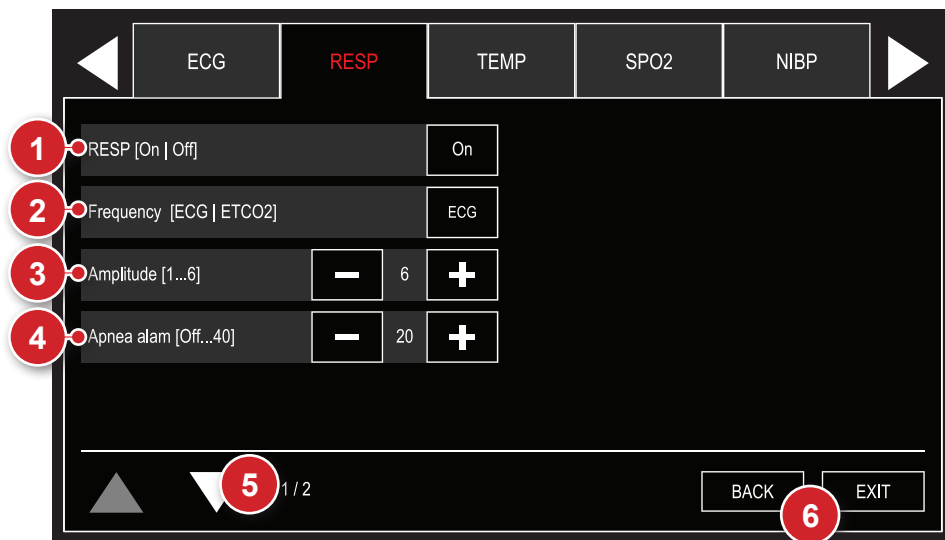 ECG RESP TEMP SPO2 NIBP
1 RESP [On | Off] On
2 Frequency [ECG | ETCO2] ECG
3 Amplitude [1...6] 6
4 Apnea alam [Off...40] 20
5 1 / 2 BACK 6 EXIT